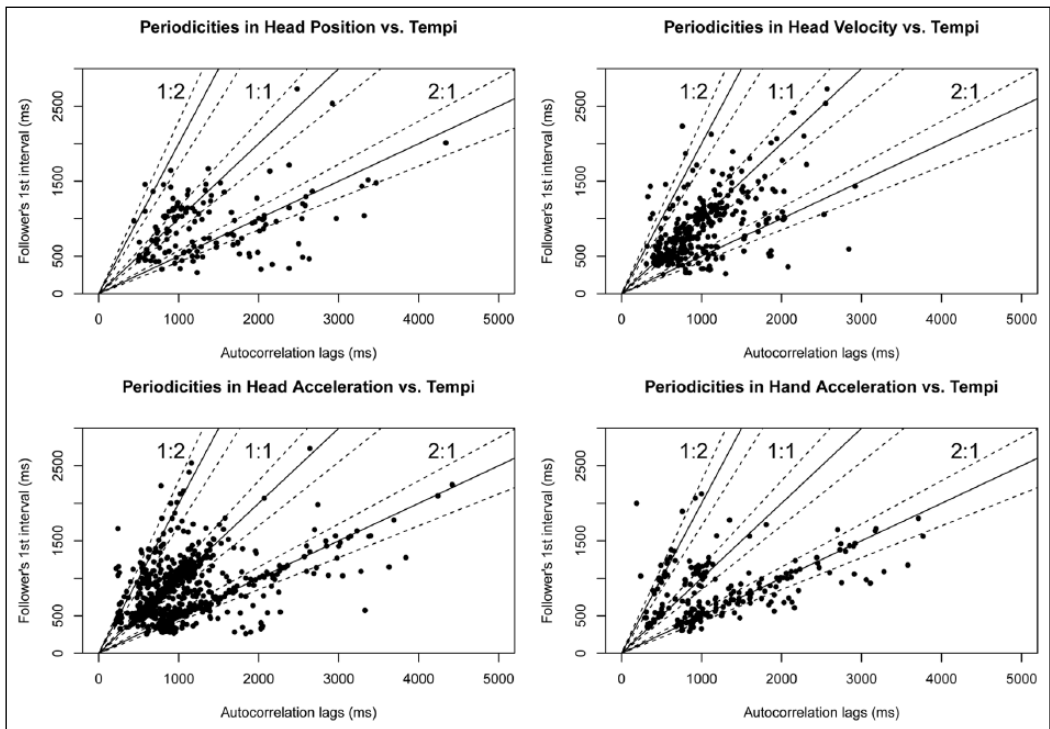 Periodicities in Head Position vs. Tempi
1:2 1:1 2:1
Follower's 1st interval (ms)
0 500 1500 2500
0 1000 2000 3000 4000 5000
Autocorrelation lags (ms)
Periodicities in Head Velocity vs. Tempi
1:2 1:1 2:1
Follower's 1st interval (ms)
0 500 1500 2500
0 1000 2000 3000 4000 5000
Autocorrelation lags (ms)
Periodicities in Head Acceleration vs. Tempi
1:2 1:1 2:1
Follower's 1st interval (ms)
0 500 1500 2500
0 1000 2000 3000 4000 5000
Autocorrelation lags (ms)
Periodicities in Hand Acceleration vs. Tempi
1:2 1:1 2:1
Follower's 1st interval (ms)
0 500 1500 2500
0 1000 2000 3000 4000 5000
Autocorrelation lags (ms)